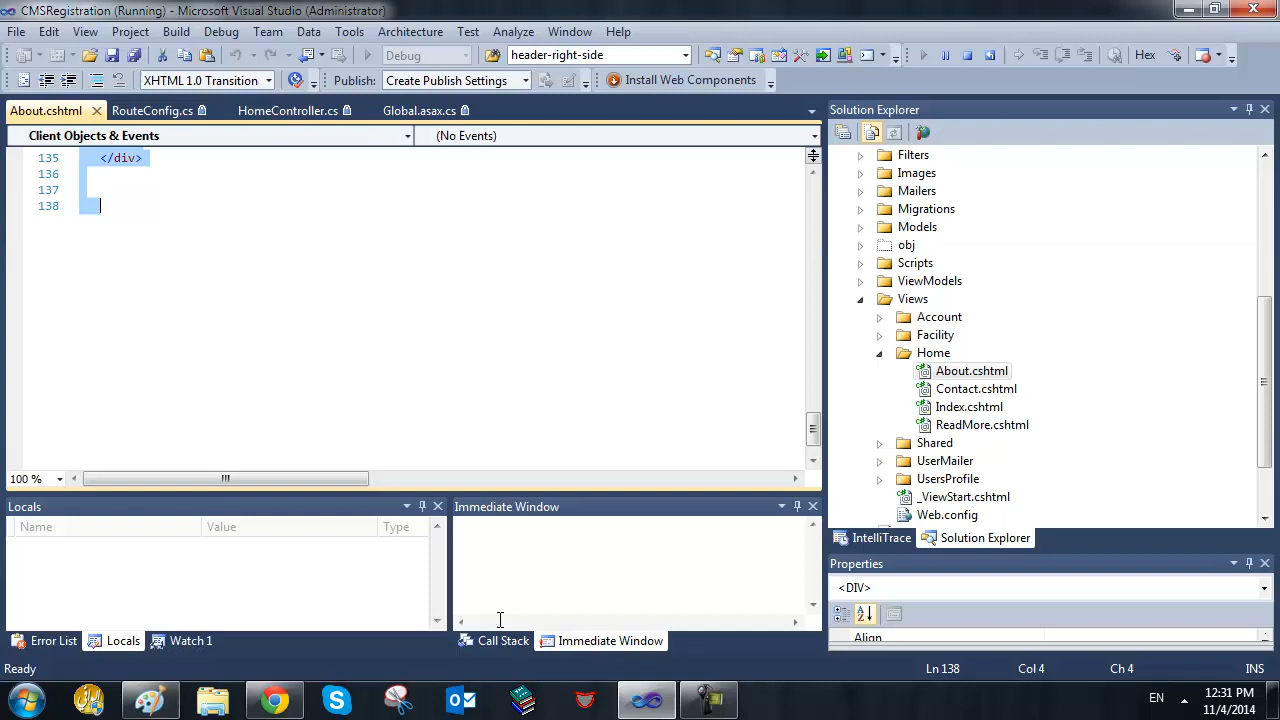 CMSRegistration (Running) - Microsoft Visual Studio (Administrator)
File Edit View Project Build Debug Team Data Tools Architecture Test Analyze Window Help
Debug header-right-side Hex
XHTML 1.0 Transition Publish: Create Publish Settings Install Web Components
About.cshtml RouteConfig.cs HomeController.cs Global.asax.cs
Client Objects & Events (No Events)
135 </div>
136
137
138
100 %
Solution Explorer
Filters
Images
Mailers
Migrations
Models
obj
Scripts
ViewModels
Views
Account
Facility
Home
About.cshtml
Contact.cshtml
Index.cshtml
ReadMore.cshtml
Shared
UserMailer
UsersProfile
_ViewStart.cshtml
Web.config
IntelliTrace Solution Explorer
Locals
Name Value Type
Error List Locals Watch 1
Immediate Window
Call Stack Immediate Window
Properties
<DIV>
Align
Ready Ln 138 Col 4 Ch 4 INS
EN 12:31 PM
11/4/2014